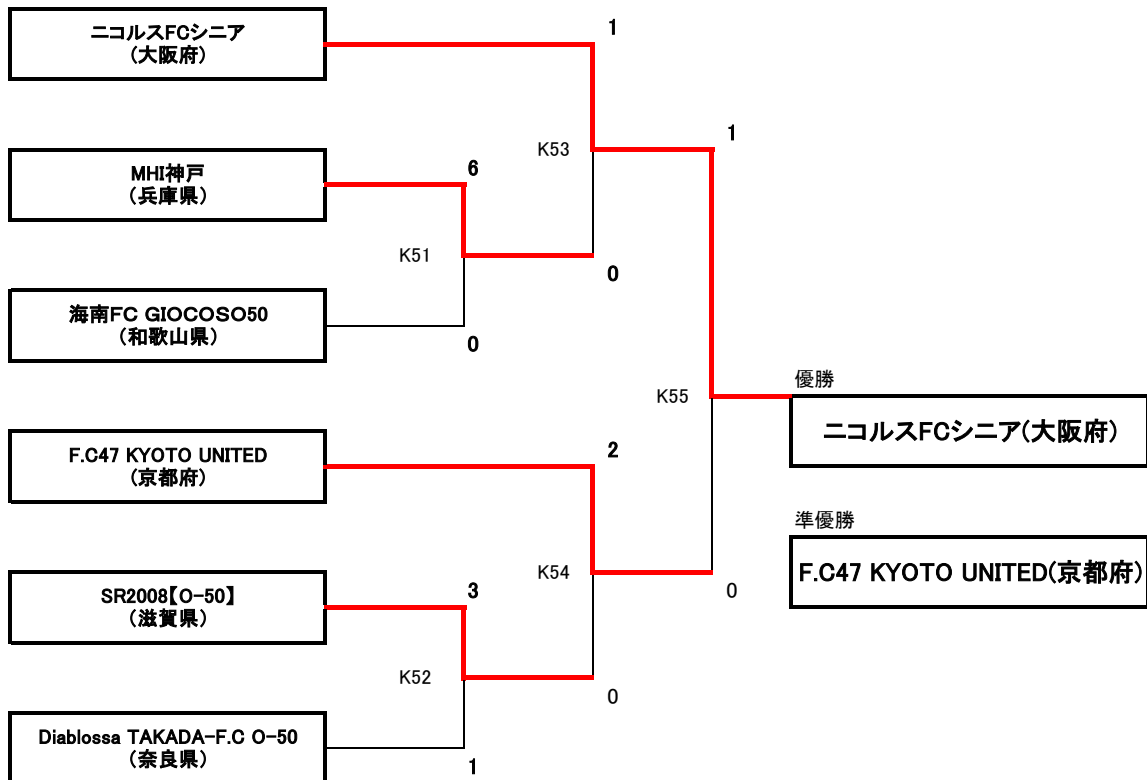 ニコルスFCシニア
(大阪府)
1
1
K53
MHI神戸
(兵庫県)
6
K51
0
海南FC GIOCOSO50
(和歌山県)
0
優勝
K55
ニコルスFCシニア(大阪府)
F.C47 KYOTO UNITED
(京都府)
2
準優勝
F.C47 KYOTO UNITED(京都府)
K54
0
SR2008【O-50】
(滋賀県)
3
K52
0
Diablossa TAKADA-F.C O-50
(奈良県)
1